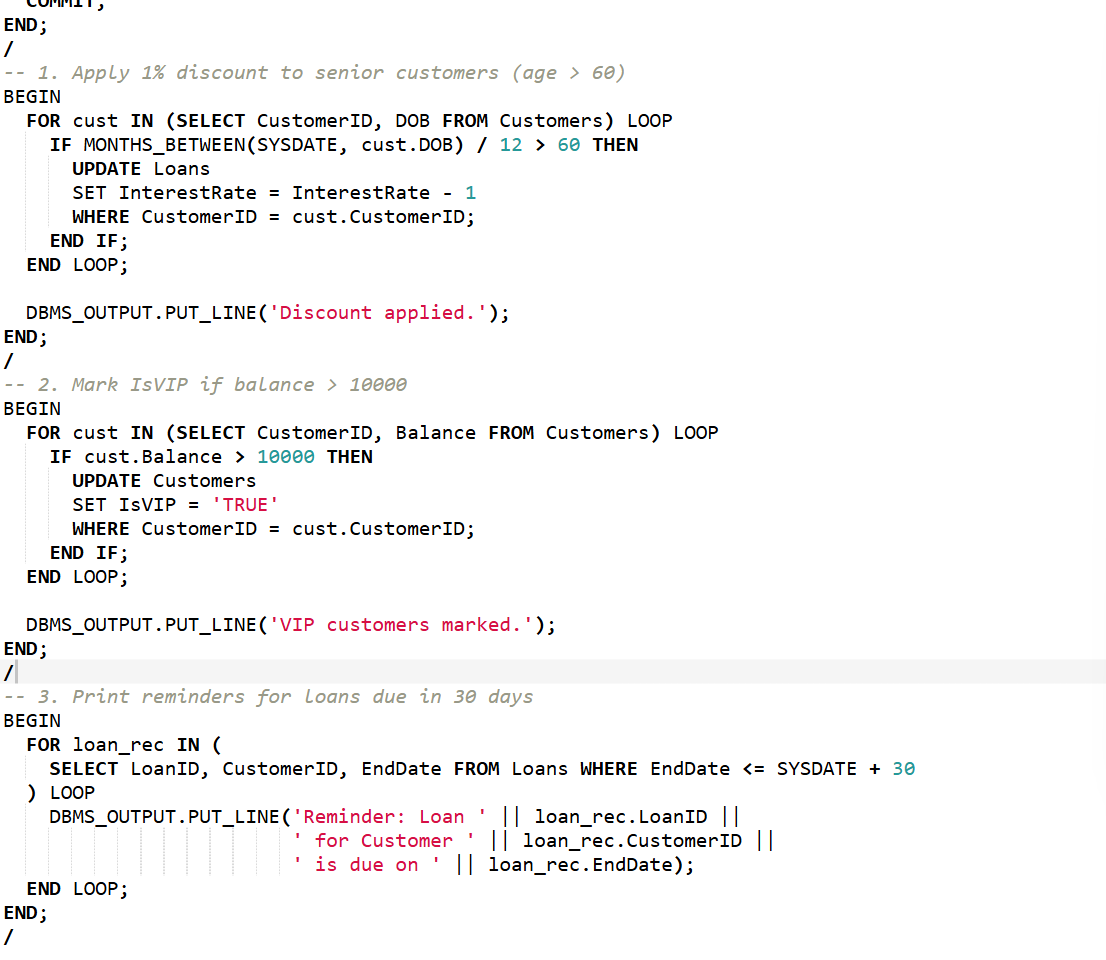 COMMIT;
END;
/
-- 1. Apply 1% discount to senior customers (age > 60)
BEGIN
  FOR cust IN (SELECT CustomerID, DOB FROM Customers) LOOP
    IF MONTHS_BETWEEN(SYSDATE, cust.DOB) / 12 > 60 THEN
      UPDATE Loans
      SET InterestRate = InterestRate - 1
      WHERE CustomerID = cust.CustomerID;
    END IF;
  END LOOP;

  DBMS_OUTPUT.PUT_LINE('Discount applied.');
END;
/
-- 2. Mark IsVIP if balance > 10000
BEGIN
  FOR cust IN (SELECT CustomerID, Balance FROM Customers) LOOP
    IF cust.Balance > 10000 THEN
      UPDATE Customers
      SET IsVIP = 'TRUE'
      WHERE CustomerID = cust.CustomerID;
    END IF;
  END LOOP;

  DBMS_OUTPUT.PUT_LINE('VIP customers marked.');
END;
/
-- 3. Print reminders for loans due in 30 days
BEGIN
  FOR loan_rec IN (
    SELECT LoanID, CustomerID, EndDate FROM Loans WHERE EndDate <= SYSDATE + 30
  ) LOOP
    DBMS_OUTPUT.PUT_LINE('Reminder: Loan ' || loan_rec.LoanID ||
                         ' for Customer ' || loan_rec.CustomerID ||
                         ' is due on ' || loan_rec.EndDate);
  END LOOP;
END;
/